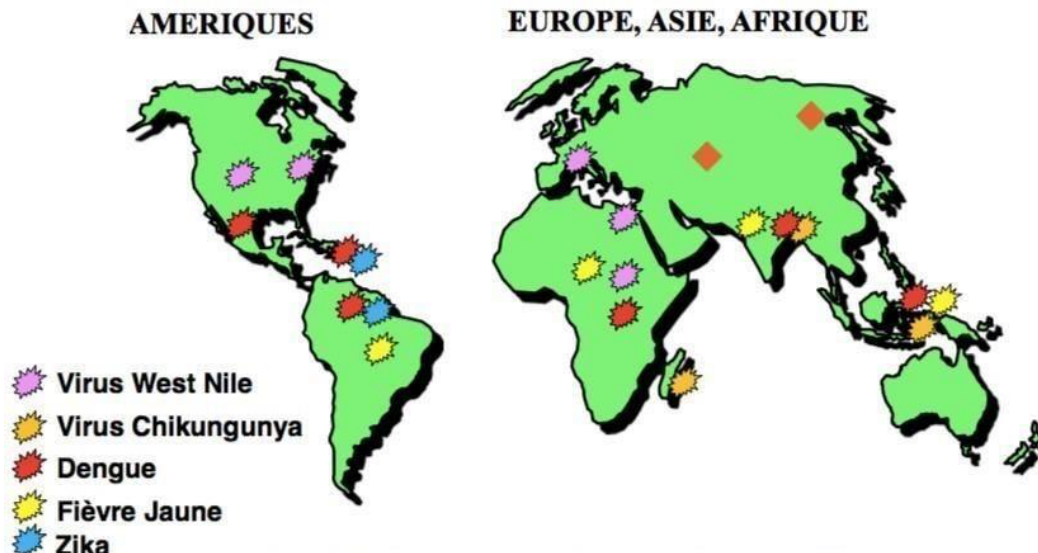 AMERIQUES
EUROPE, ASIE, AFRIQUE
Virus West Nile
Virus Chikungunya
Dengue
Fièvre Jaune
Zika